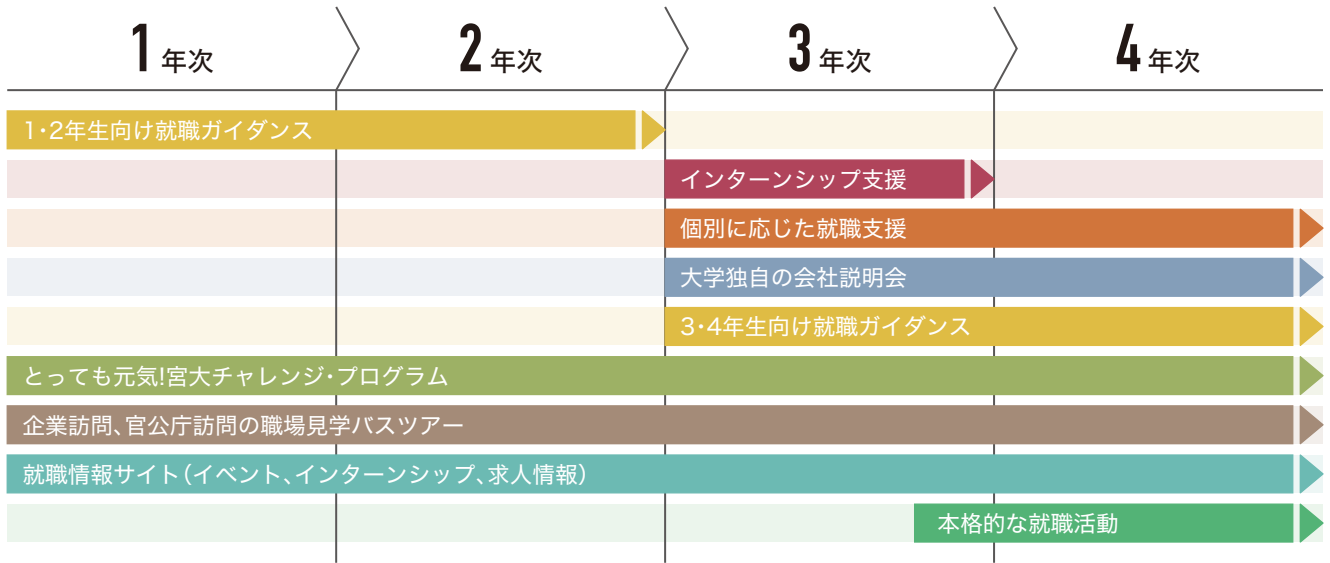 1年次 2年次 3年次 4年次
1・2年生向け就職ガイダンス
インターンシップ支援
個別に応じた就職支援
大学独自の会社説明会
3・4年生向け就職ガイダンス
とっても元気!宮大チャレンジ・プログラム
企業訪問、官公庁訪問の職場見学バスツアー
就職情報サイト（イベント、インターンシップ、求人情報）
本格的な就職活動